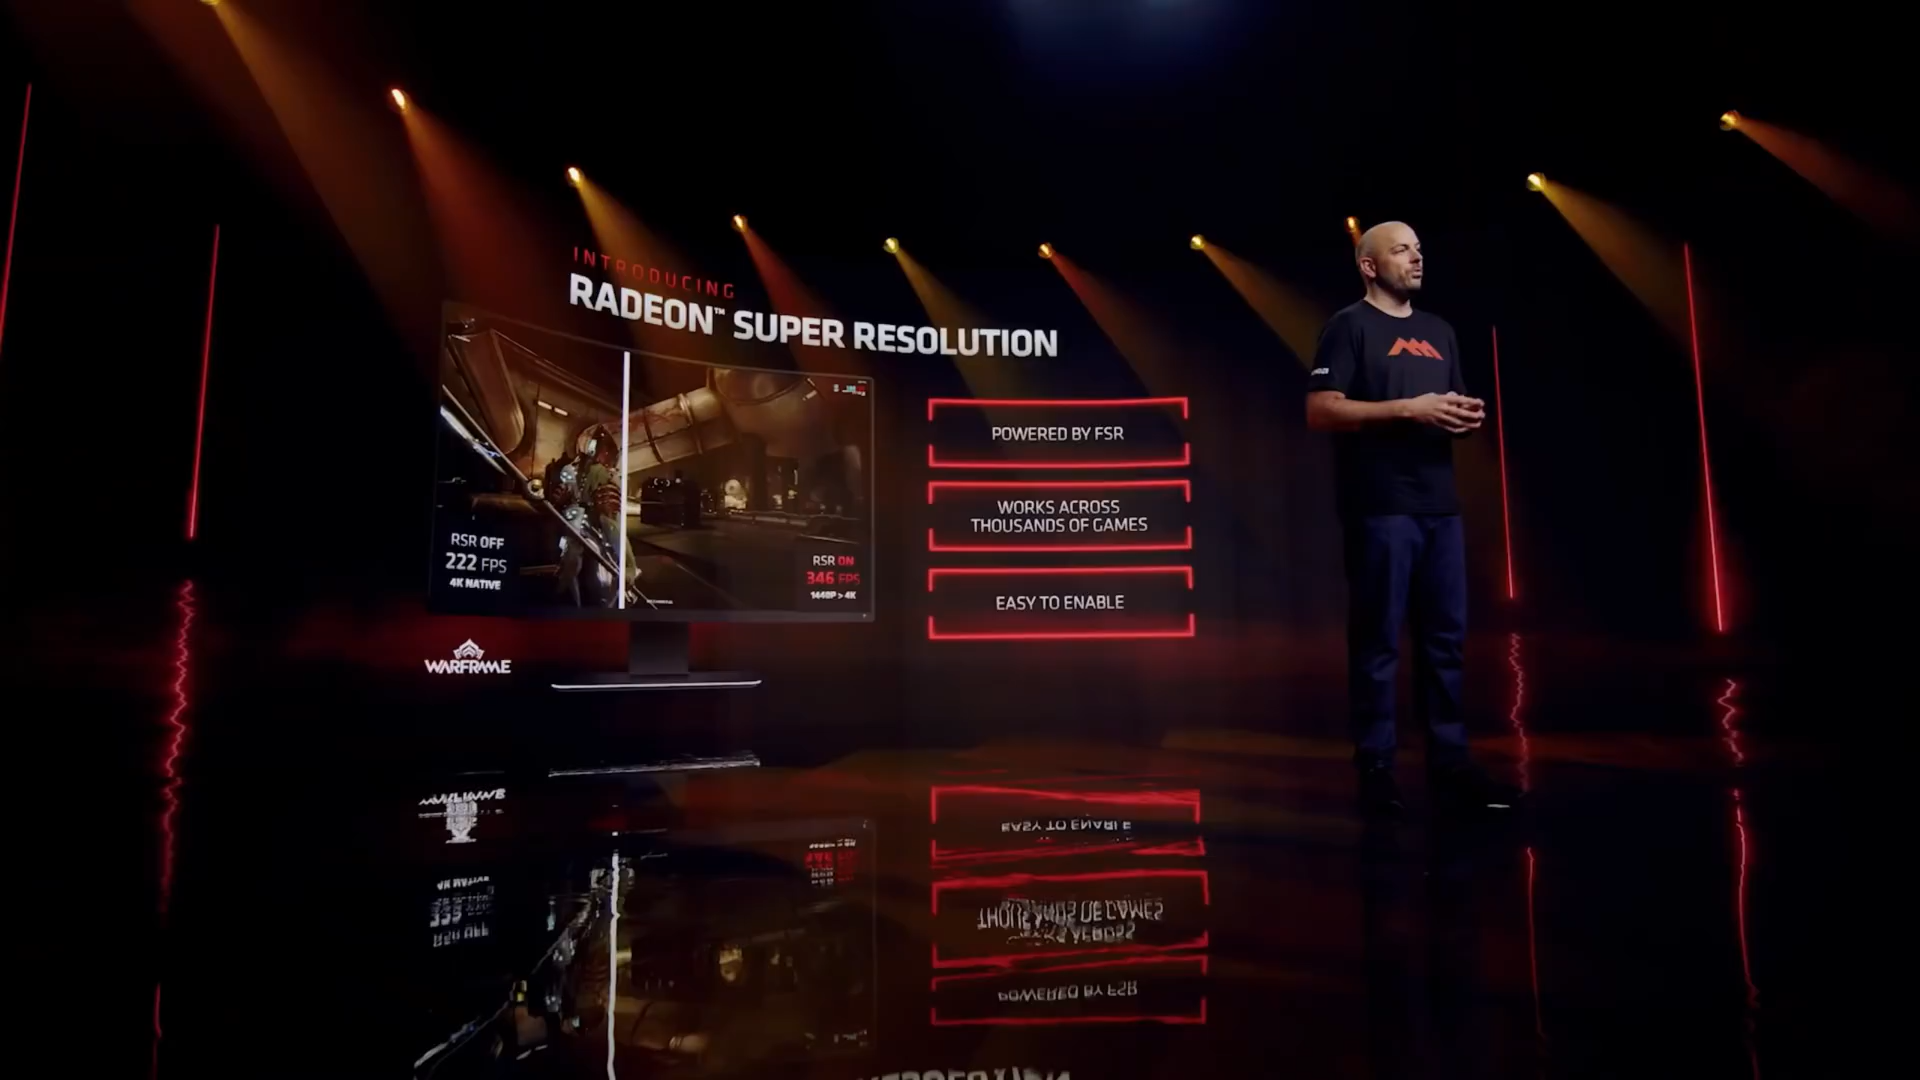 INTRODUCING
RADEON™ SUPER RESOLUTION
RSR OFF
222 FPS
4K NATIVE
RSR ON
346 FPS
1440P > 4K
WARFRAME
POWERED BY FSR
WORKS ACROSS
THOUSANDS OF GAMES
EASY TO ENABLE